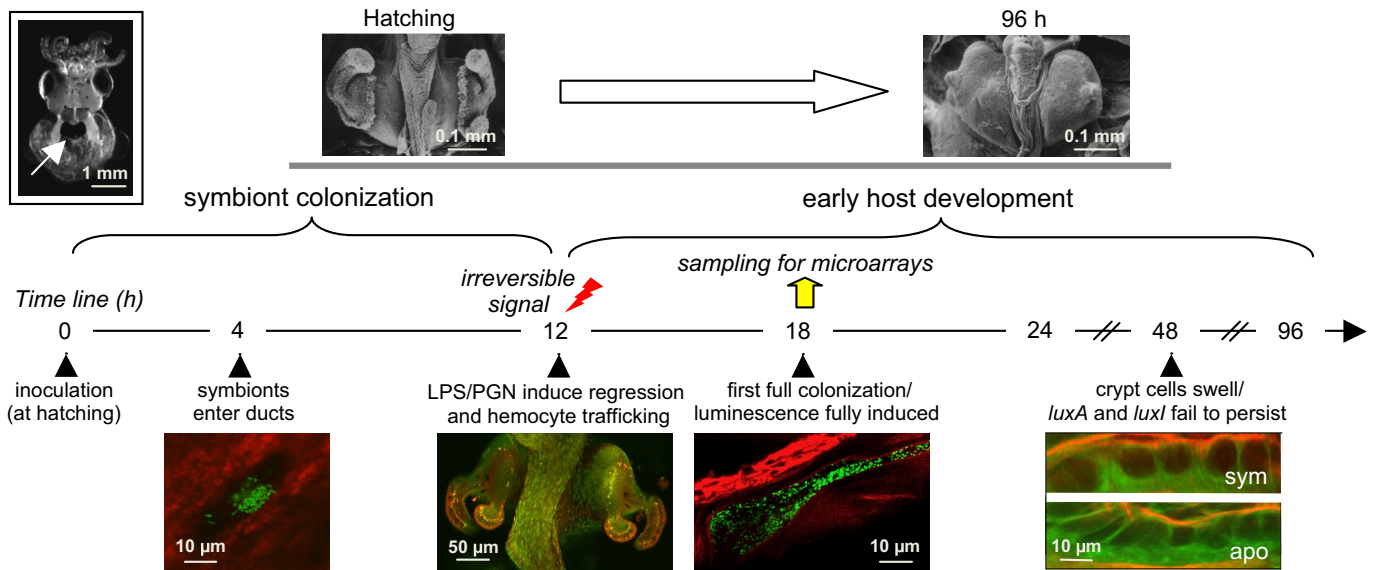 Hatching
96 h
1 mm
0.1 mm
0.1 mm
symbiont colonization
early host development
irreversible
signal
sampling for microarrays
Time line (h)
0
4
12
18
24
48
96
inoculation
(at hatching)
symbionts
enter ducts
LPS/PGN induce regression
and hemocyte trafficking
first full colonization/
luminescence fully induced
crypt cells swell/
luxA and luxI fail to persist
10 µm
50 µm
10 µm
sym
10 µm
apo